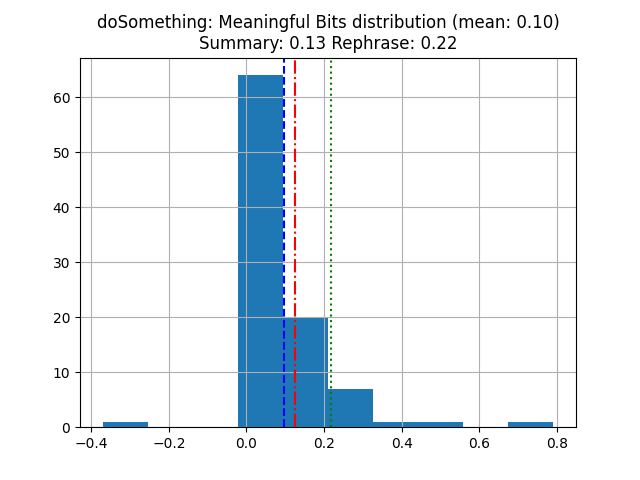 doSomething: Meaningful Bits distribution (mean: 0.10)
Summary: 0.13 Rephrase: 0.22
60
50
40
30
20
10
0
−0.4 −0.2 0.0 0.2 0.4 0.6 0.8